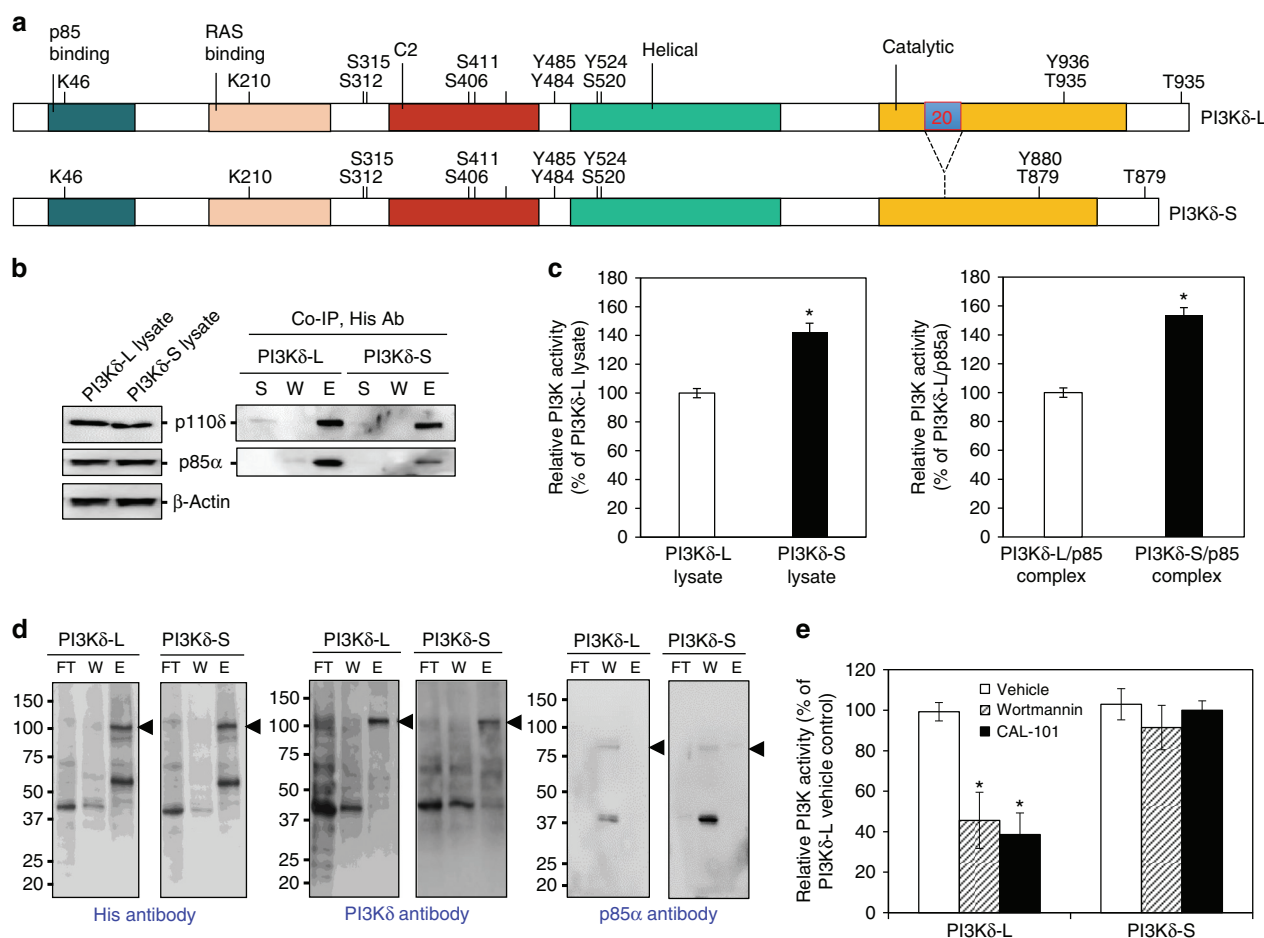 a
p85 binding
RAS binding
C2
Helical
Catalytic
K46
K210
S315
S312
S411
S406
Y485
Y484
Y524
S520
Y936
T935
T935
20
PI3Kδ-L
K46
K210
S315
S312
S411
S406
Y485
Y484
Y524
S520
Y880
T879
T879
PI3Kδ-S
b
PI3Kδ-L lysate
PI3Kδ-S lysate
Co-IP, His Ab
PI3Kδ-L PI3Kδ-S
S W E S W E
p110δ
p85α
β-Actin
c
Relative PI3K activity
(% of PI3Kδ-L lysate)
180
160
140
120
100
80
60
40
20
0
*
PI3Kδ-L
lysate
PI3Kδ-S
lysate
Relative PI3K activity
(% of PI3Kδ-L/p85a)
180
160
140
120
100
80
60
40
20
0
*
PI3Kδ-L/p85
complex
PI3Kδ-S/p85
complex
d
PI3Kδ-L PI3Kδ-S
FT W E FT W E
150
100
75
50
37
25
20
His antibody
PI3Kδ-L PI3Kδ-S
FT W E FT W E
150
100
75
50
37
25
20
PI3Kδ antibody
PI3Kδ-L PI3Kδ-S
FT W E FT W E
150
100
75
50
37
25
20
p85α antibody
e
Relative PI3K activity (% of
PI3Kδ-L vehicle control)
120
100
80
60
40
20
0
Vehicle
Wortmannin
CAL-101
* *
PI3Kδ-L PI3Kδ-S